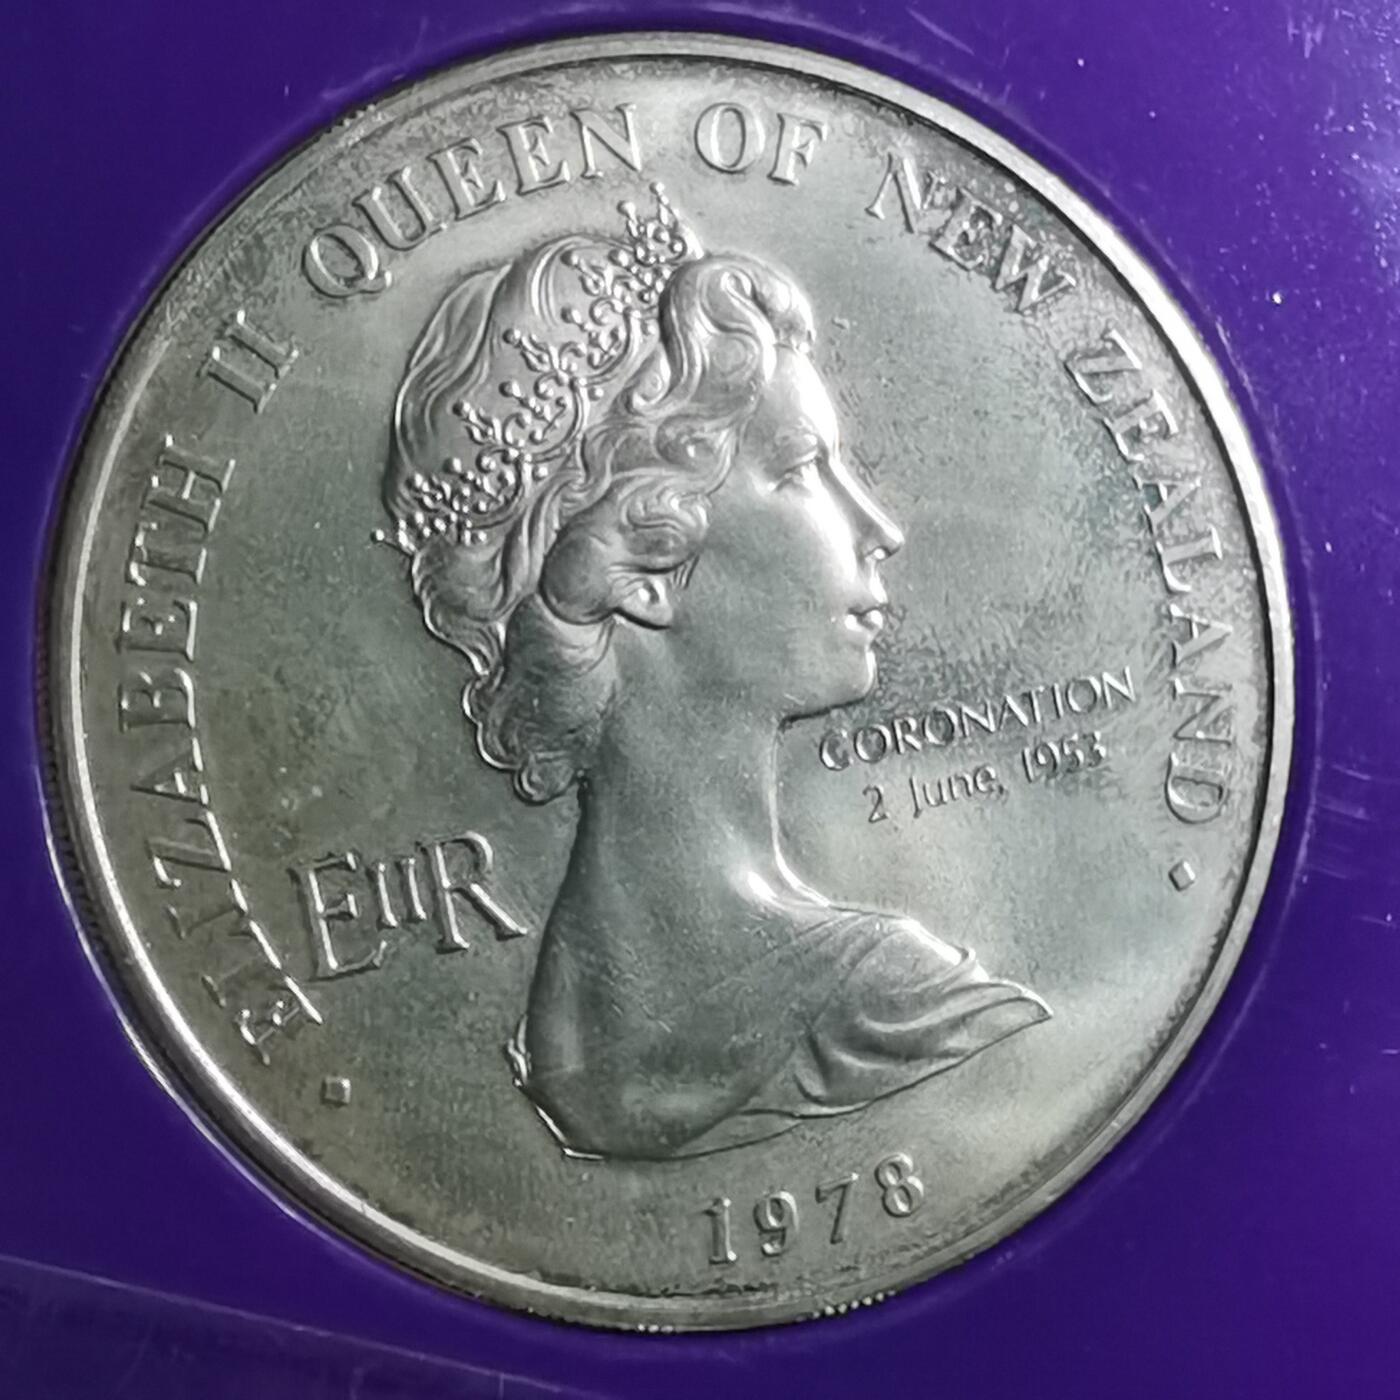 ELIZABETH II QUEEN OF NEW ZEALAND
EIIR
CORONATION
2 June, 1953
1978